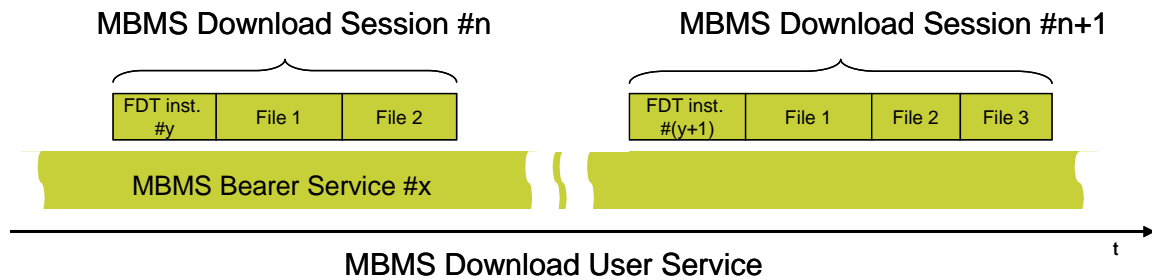 MBMS Download Session #n
MBMS Download Session #n+1
FDT inst.
#y
File 1
File 2
FDT inst.
#(y+1)
File 1
File 2
File 3
MBMS Bearer Service #x
t
MBMS Download User Service